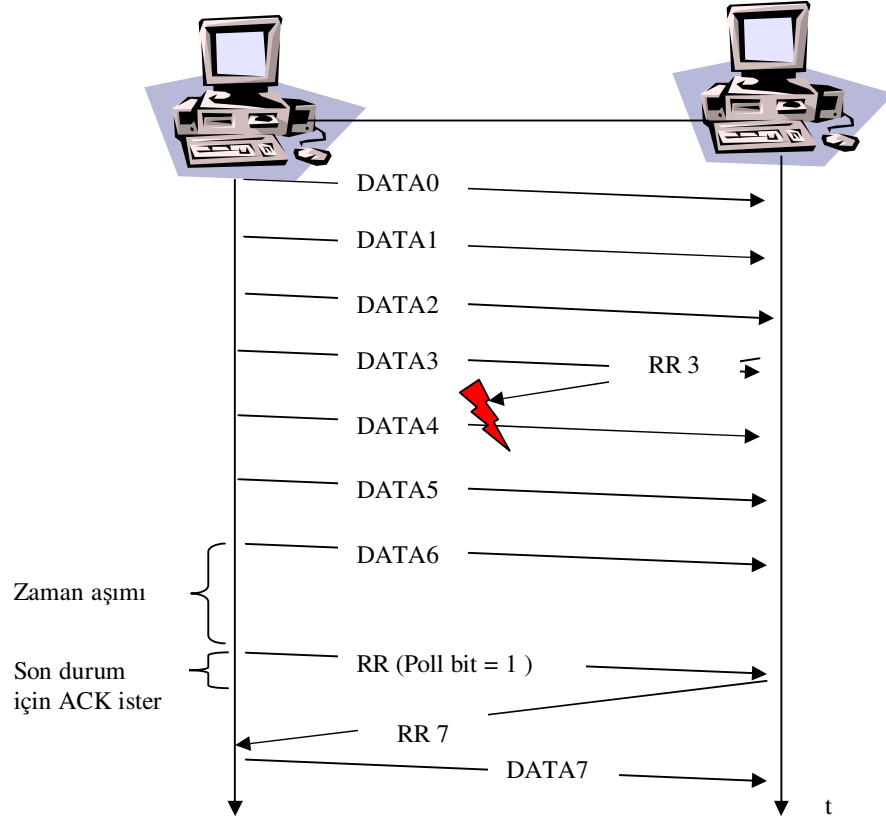 DATA0
DATA1
DATA2
DATA3
RR 3
DATA4
DATA5
DATA6
Zaman aşımı
RR (Poll bit = 1 )
Son durum
için ACK ister
RR 7
DATA7
t